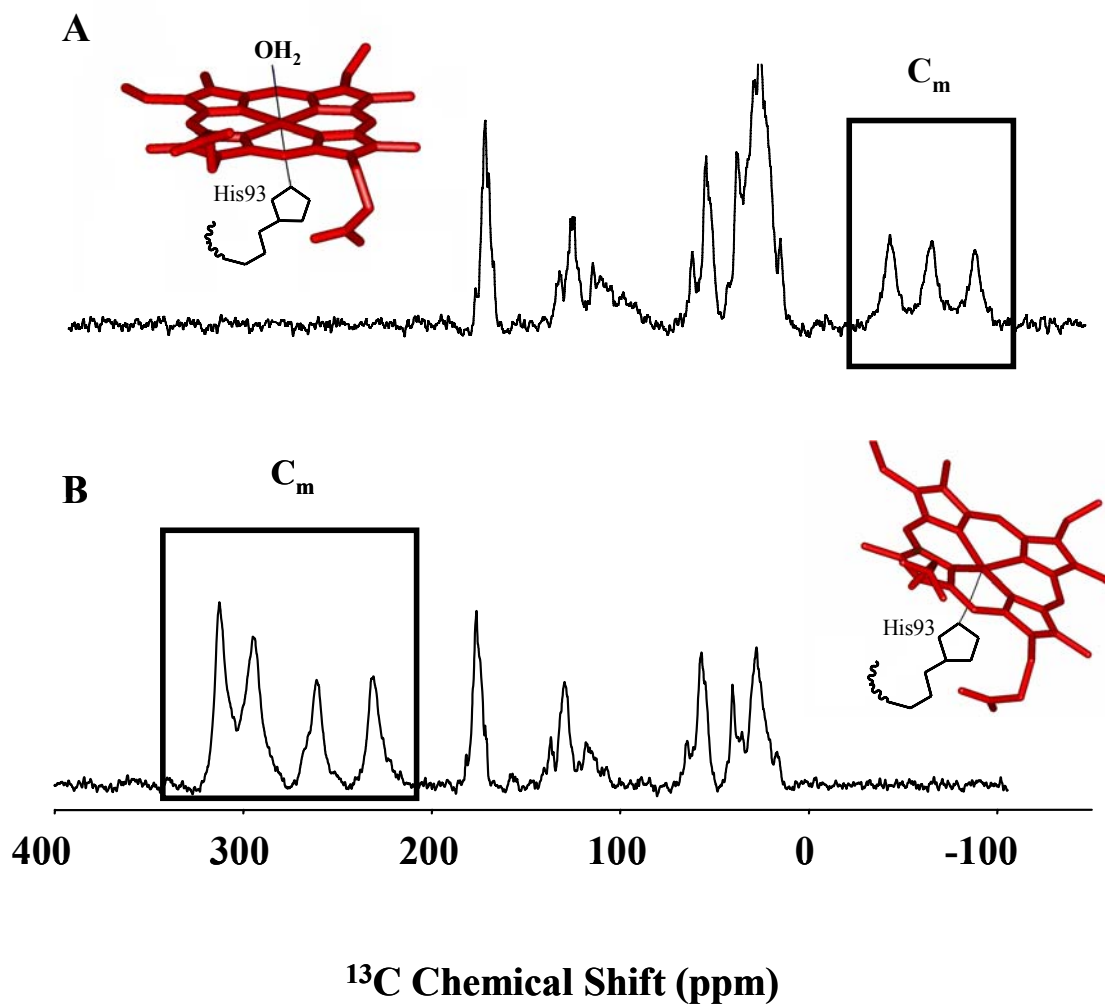 A
OH₂
His93
Cₘ
B
Cₘ
His93
400 300 200 100 0 -100
¹³C Chemical Shift (ppm)